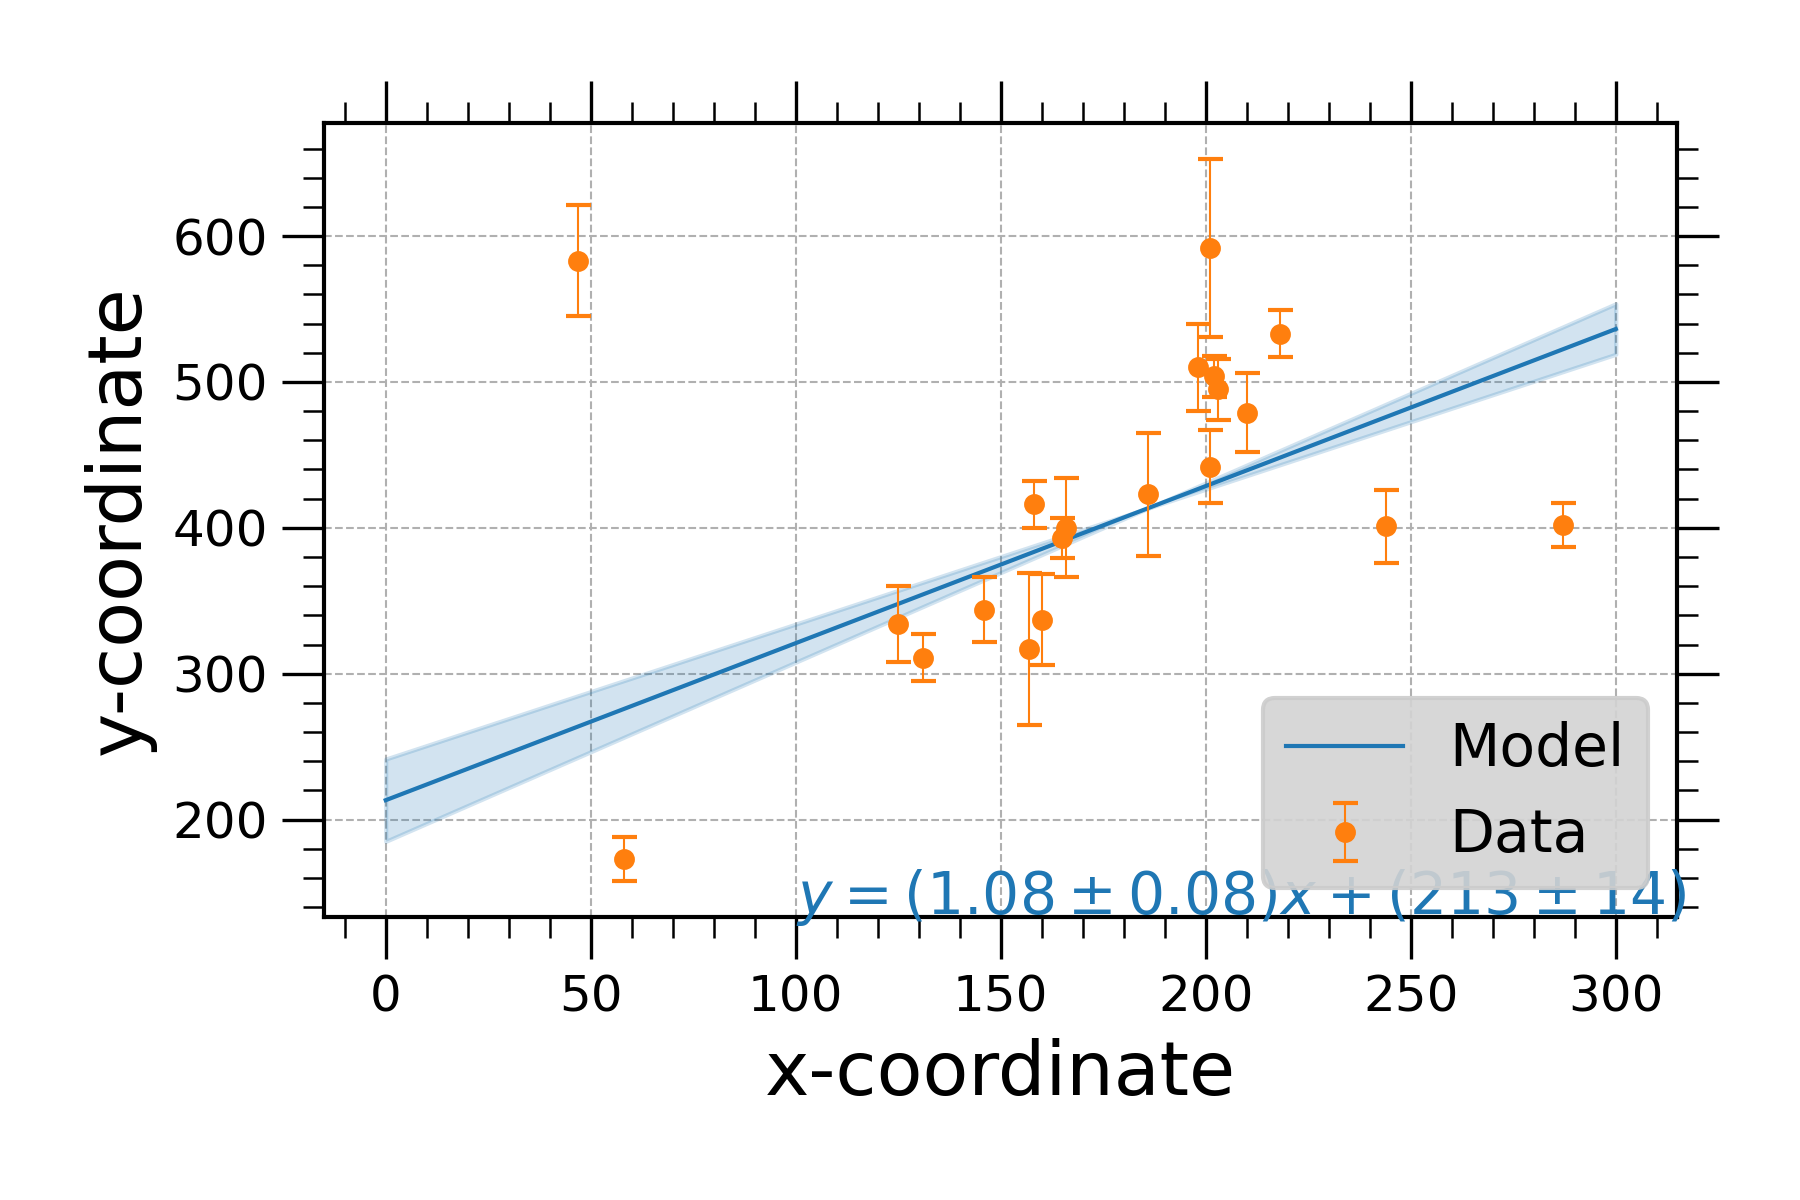 600
500
400
300
200
y-coordinate
Model
Data
y = (1.08 ± 0.08)x + (213 ± 14)
0 50 100 150 200 250 300
x-coordinate